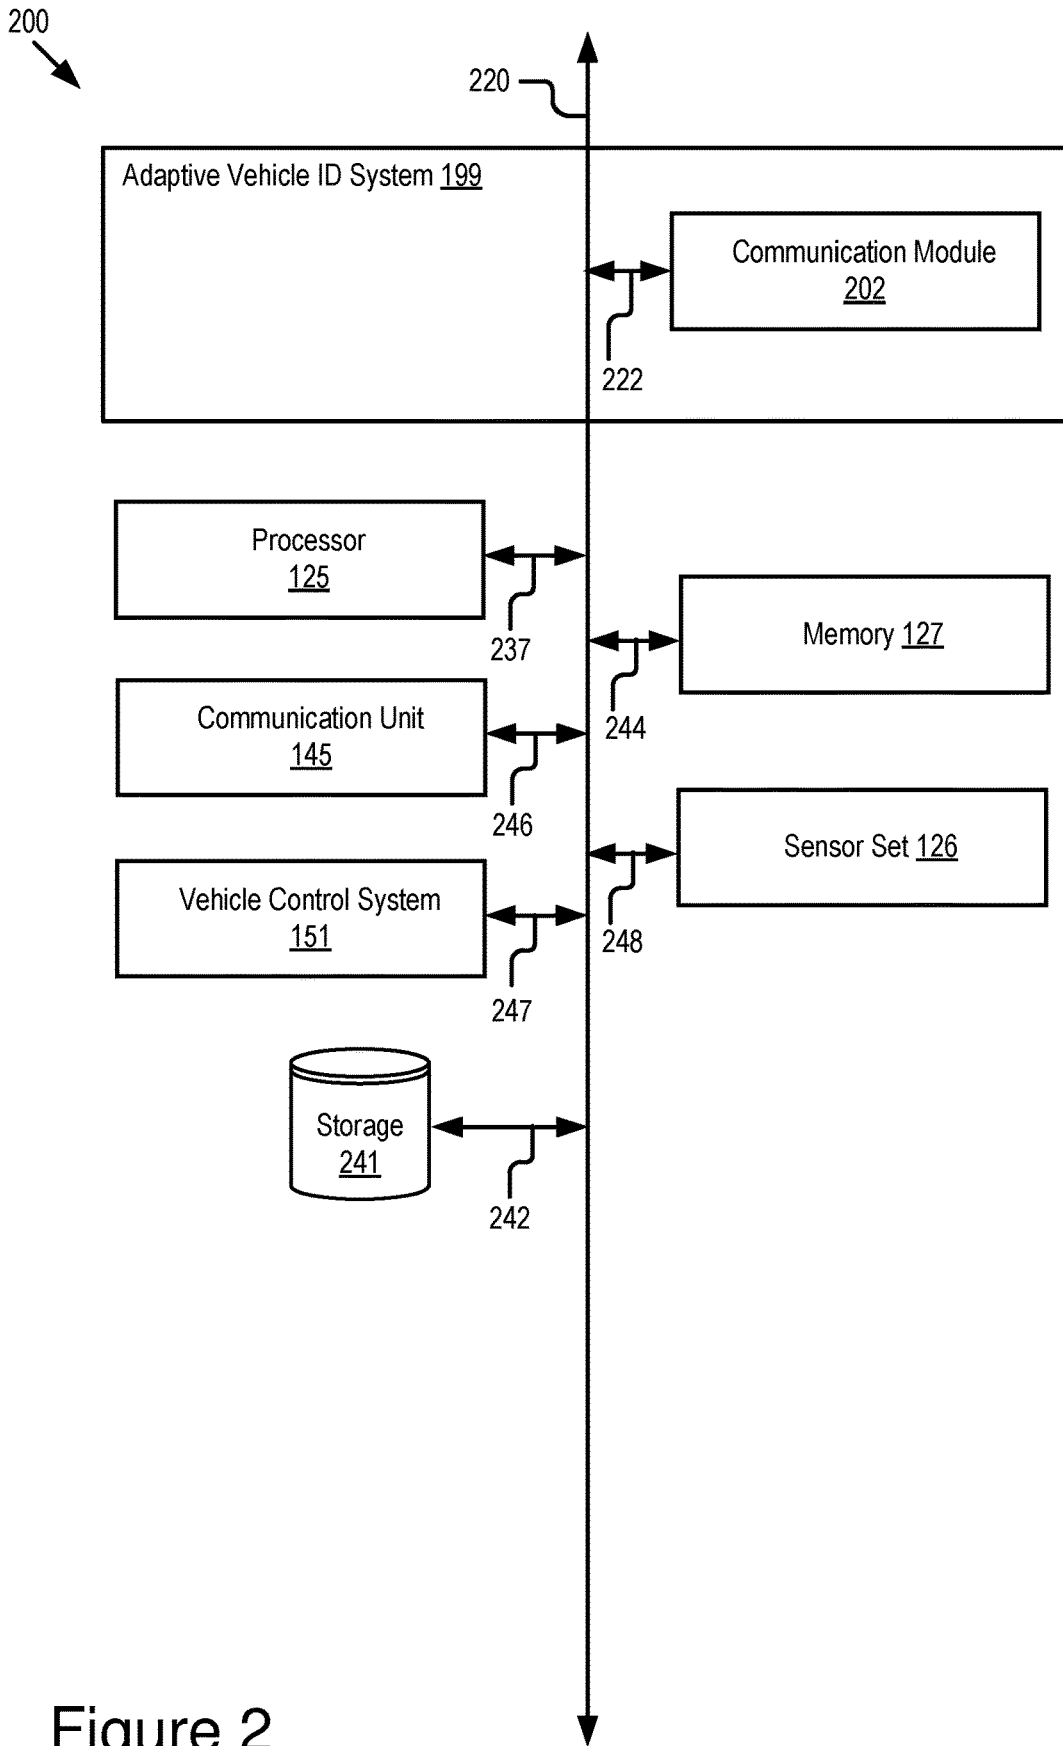 200
220
Adaptive Vehicle ID System 199
Communication Module
202
222
Processor
125
237
Memory 127
244
Communication Unit
145
246
Sensor Set 126
248
Vehicle Control System
151
247
Storage
241
242
Figure 2